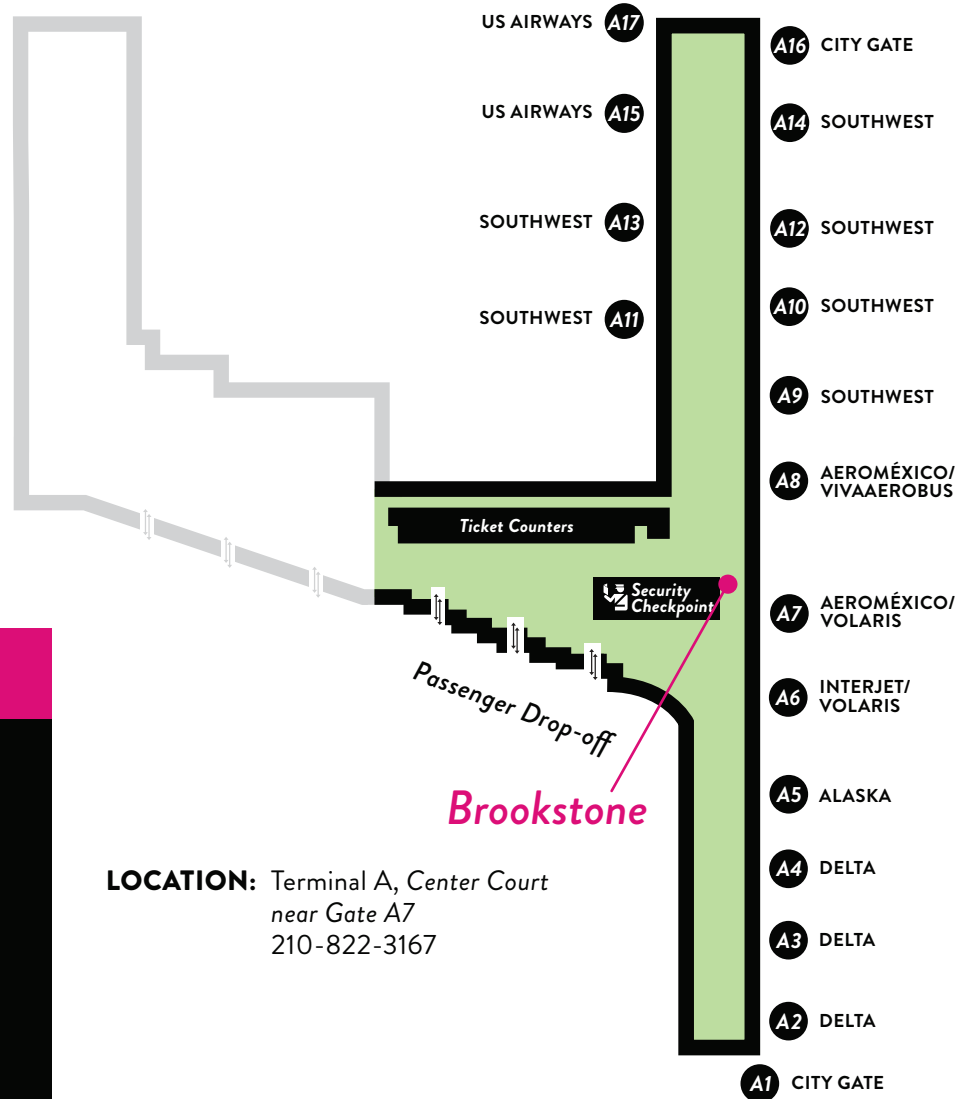 US AIRWAYS A17
A16 CITY GATE
US AIRWAYS A15
A14 SOUTHWEST
SOUTHWEST A13
A12 SOUTHWEST
A10 SOUTHWEST
SOUTHWEST A11
A9 SOUTHWEST
A8 AEROMÉXICO/
VIVAAEROBUS
Ticket Counters
Security
Checkpoint
A7 AEROMÉXICO/
VOLARIS
A6 INTERJET/
VOLARIS
Passenger Drop-off
A5 ALASKA
Brookstone
A4 DELTA
LOCATION: Terminal A, Center Court
near Gate A7
210-822-3167
A3 DELTA
A2 DELTA
A1 CITY GATE